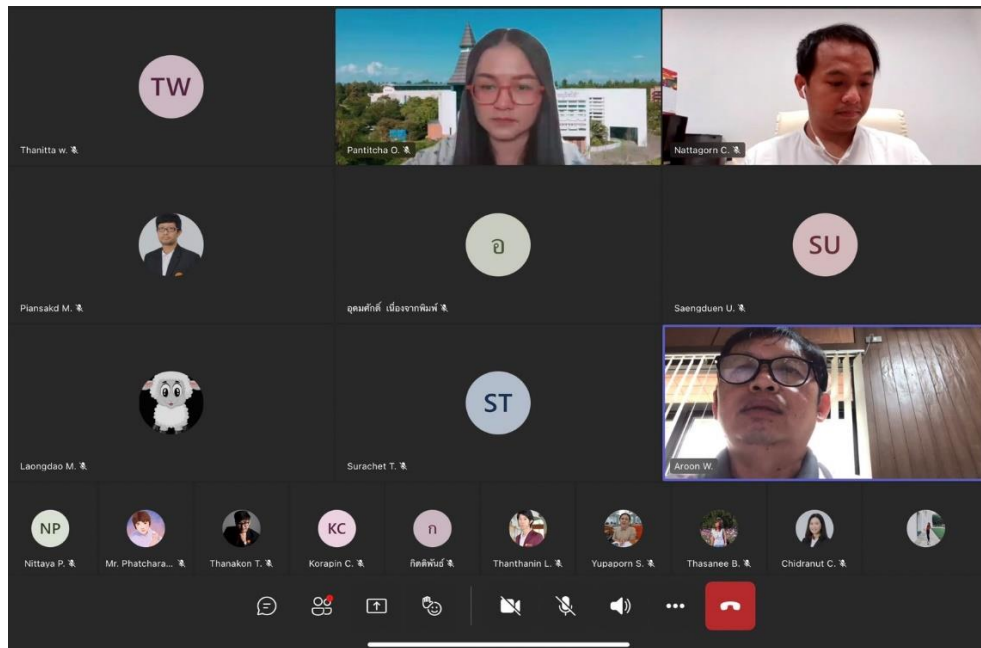 TW
Thanitta w.
Pantitcha O.
Nattagorn C.
Piansakd M.
อ
อุดมศักดิ์ เนื่องจากพิมพ์
SU
Saengduen U.
Laongdao M.
ST
Surachet T.
Aroon W.
NP
Nittaya P.
Mr. Phatchara...
Thanakon T.
KC
Korapin C.
ก
กิตติพันธ์
Thanthanin L.
Yupaporn S.
Thasanee B.
Chidranut C.